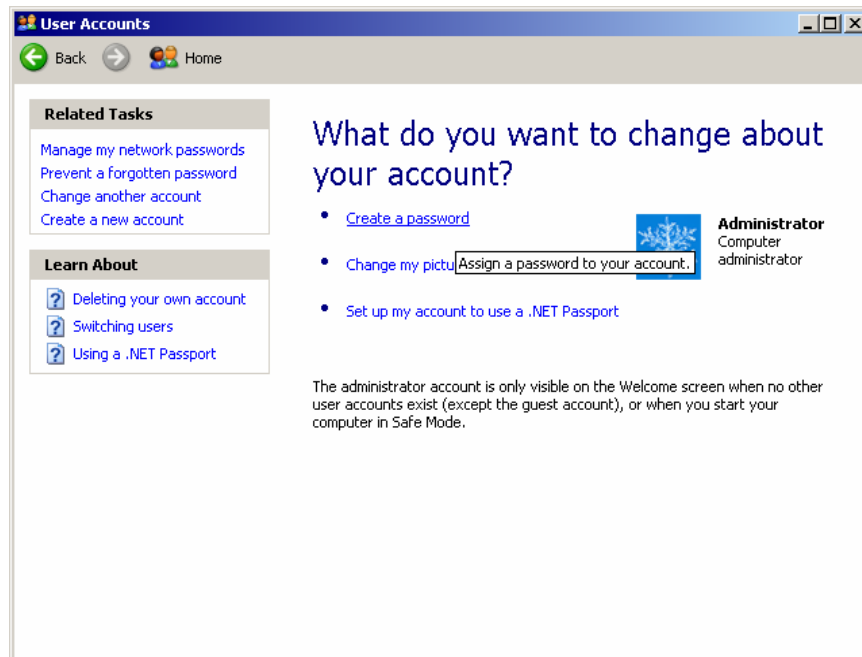 User Accounts
Back
Home
Related Tasks
Manage my network passwords
Prevent a forgotten password
Change another account
Create a new account
Learn About
Deleting your own account
Switching users
Using a .NET Passport
What do you want to change about
your account?
Create a password
Change my pictu
Assign a password to your account.
Set up my account to use a .NET Passport
Administrator
Computer
administrator
The administrator account is only visible on the Welcome screen when no other
user accounts exist (except the guest account), or when you start your
computer in Safe Mode.